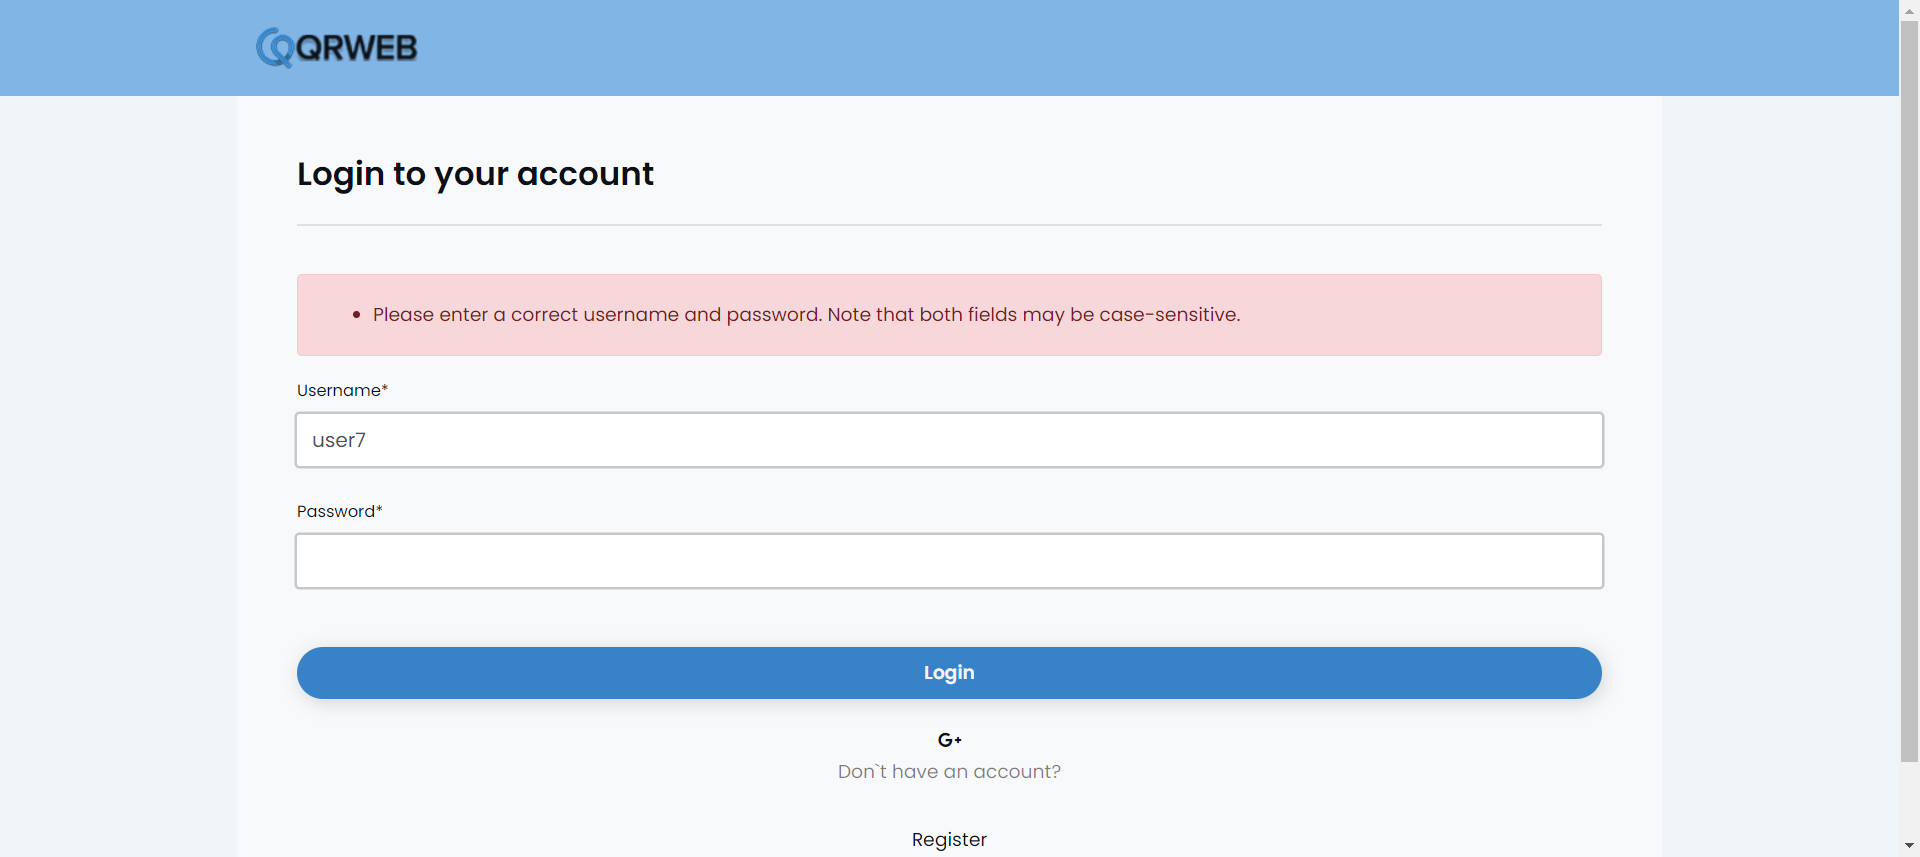 QRWEB
Login to your account
Please enter a correct username and password. Note that both fields may be case-sensitive.
Username*
user7
Password*
Login
G+
Don`t have an account?
Register